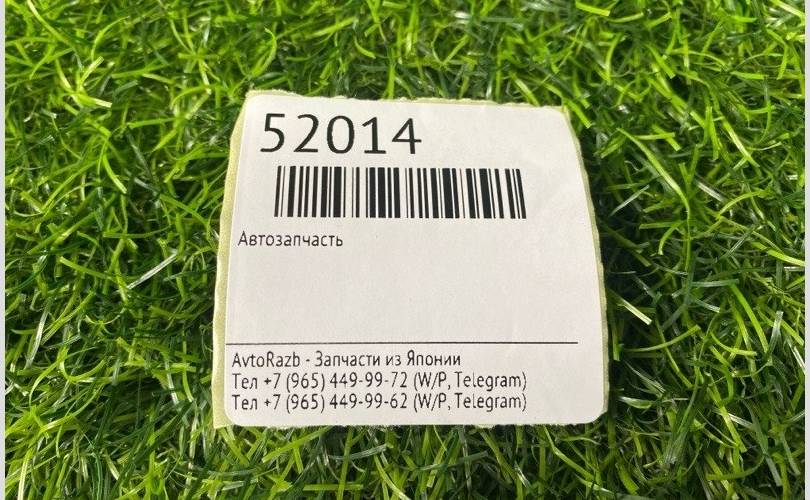 52014
Автозапчасть
AvtoRazb - Запчасти из Японии
Тел +7 (965) 449-99-72 (W/P, Telegram)
Тел +7 (965) 449-99-62 (W/P, Telegram)